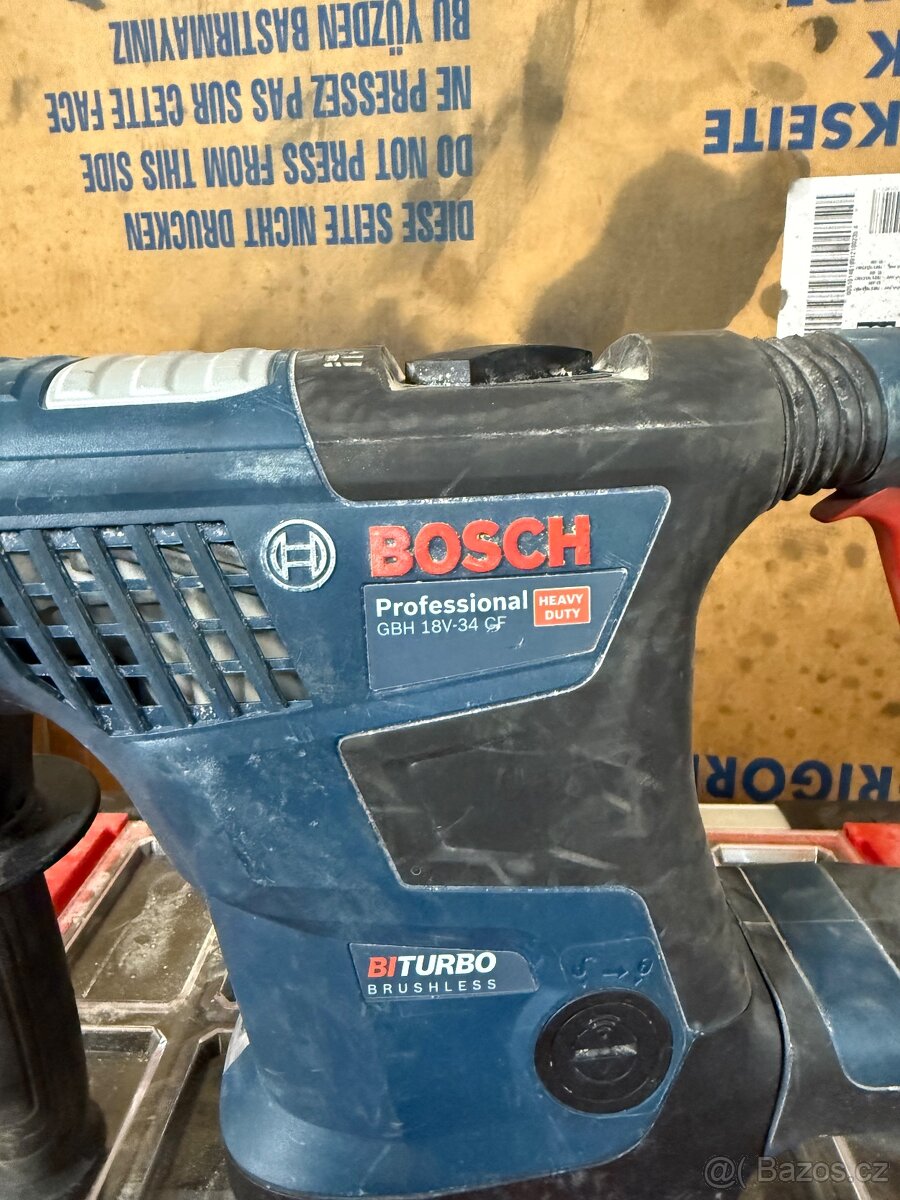 BU YÜZDEN BASTIRMAYINIZ
NE PRESSEZ PAS SUR CETTE FACE
DO NOT PRESS FROM THIS SIDE
DIESE SEITE NICHT DRUCKEN
KSEITE
BOSCH
Professional
HEAVY DUTY
GBH 18V-34 CF
RIGOR
BITURBO
BRUSHLESS
@( Bazos.cz